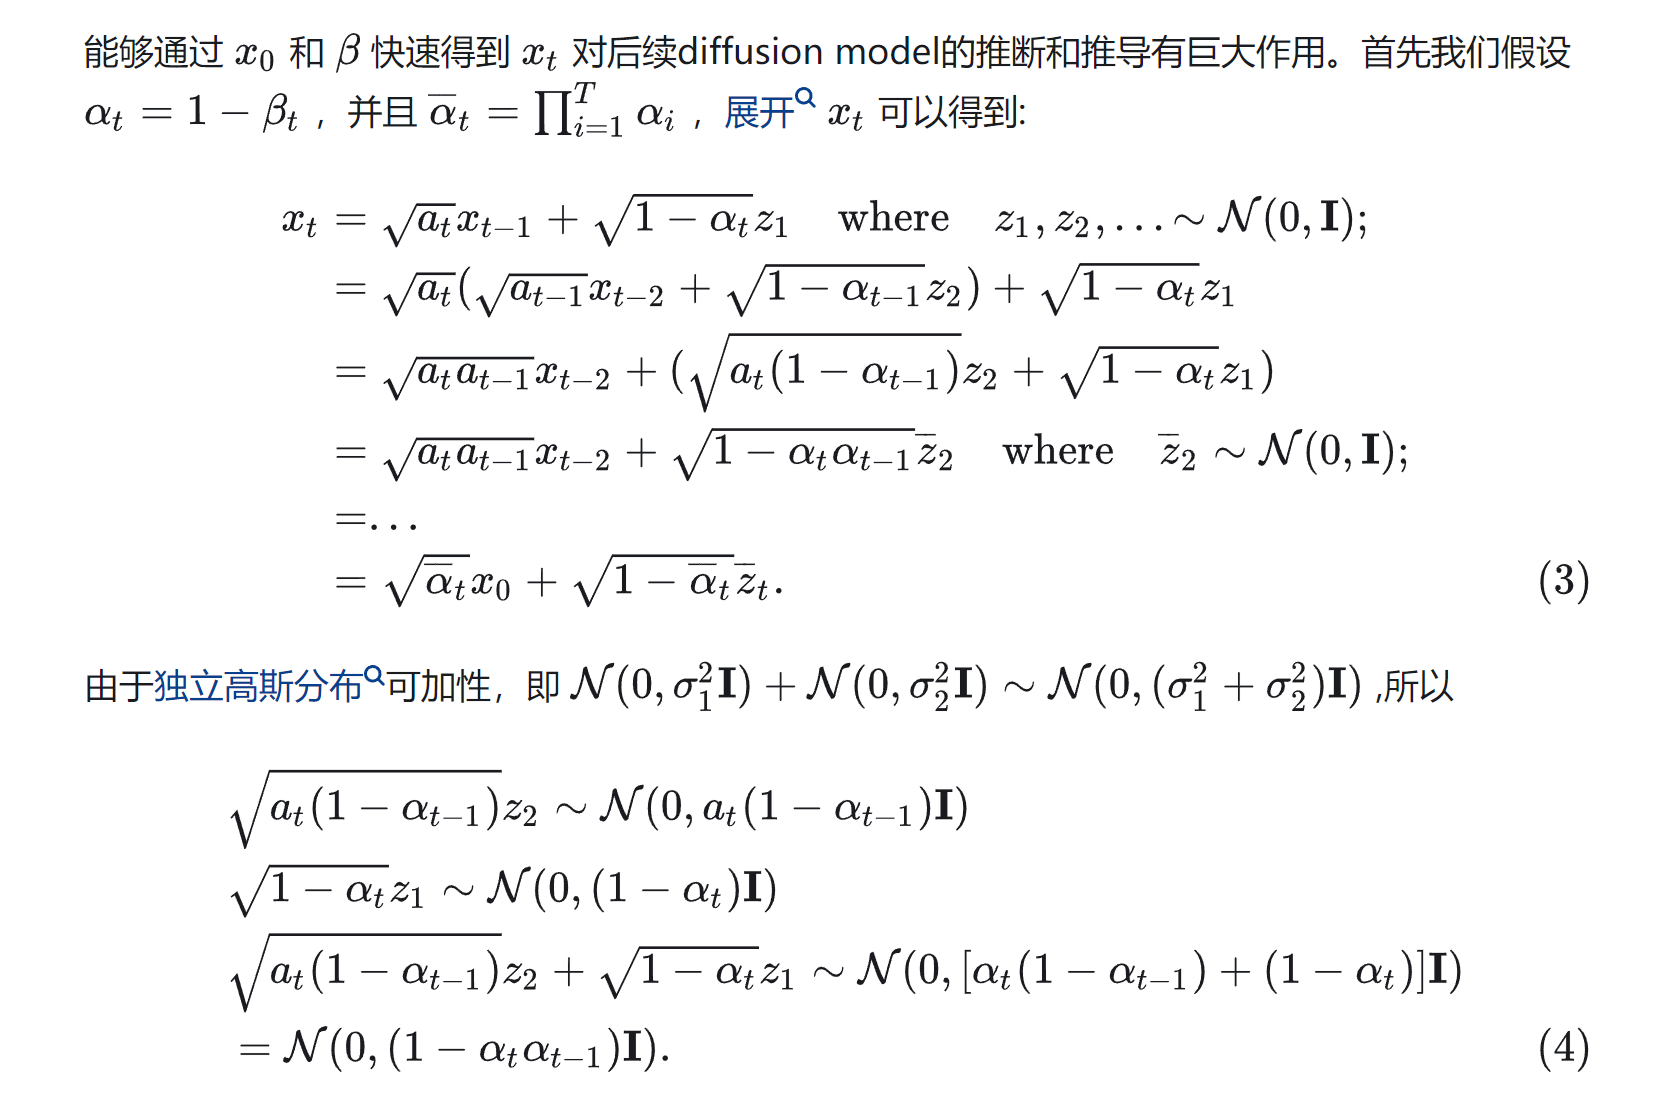 能够通过 $x_0$ 和 $\beta$ 快速得到 $x_t$ 对后续diffusion model的推断和推导有巨大作用。首先我们假设
$\alpha_t = 1 - \beta_t$ ，并且 $\overline{\alpha}_t = \prod_{i=1}^{T} \alpha_i$ ，展开 $x_t$ 可以得到:
$x_t = \sqrt{a_t}x_{t-1} + \sqrt{1-\alpha_t}z_1 \quad \text{where} \quad z_1, z_2, \ldots \sim \mathcal{N}(0, \mathbf{I});$
$= \sqrt{a_t}(\sqrt{a_{t-1}}x_{t-2} + \sqrt{1-\alpha_{t-1}}z_2) + \sqrt{1-\alpha_t}z_1$
$= \sqrt{a_t a_{t-1}}x_{t-2} + (\sqrt{a_t(1-\alpha_{t-1})}z_2 + \sqrt{1-\alpha_t}z_1)$
$= \sqrt{a_t a_{t-1}}x_{t-2} + \sqrt{1-\alpha_t\alpha_{t-1}}\overline{z}_2 \quad \text{where} \quad \overline{z}_2 \sim \mathcal{N}(0, \mathbf{I});$
$= \ldots$
$= \sqrt{\overline{\alpha}_t}x_0 + \sqrt{1-\overline{\alpha}_t}\overline{z}_t.$ (3)
由于独立高斯分布可加性，即 $\mathcal{N}(0, \sigma_1^2\mathbf{I}) + \mathcal{N}(0, \sigma_2^2\mathbf{I}) \sim \mathcal{N}(0, (\sigma_1^2 + \sigma_2^2)\mathbf{I})$ ,所以
$\sqrt{a_t(1-\alpha_{t-1})}z_2 \sim \mathcal{N}(0, a_t(1-\alpha_{t-1})\mathbf{I})$
$\sqrt{1-\alpha_t}z_1 \sim \mathcal{N}(0, (1-\alpha_t)\mathbf{I})$
$\sqrt{a_t(1-\alpha_{t-1})}z_2 + \sqrt{1-\alpha_t}z_1 \sim \mathcal{N}(0, [\alpha_t(1-\alpha_{t-1}) + (1-\alpha_t)]\mathbf{I})$
$= \mathcal{N}(0, (1-\alpha_t\alpha_{t-1})\mathbf{I}).$ (4)